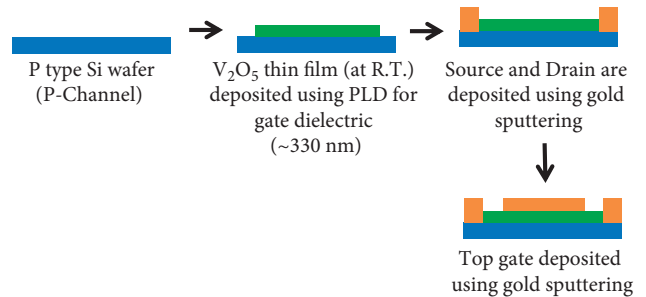 P type Si wafer
(P-Channel)
V₂O₅ thin film (at R.T.)
deposited using PLD for
gate dielectric
(~330 nm)
Source and Drain are
deposited using gold
sputtering
Top gate deposited
using gold sputtering